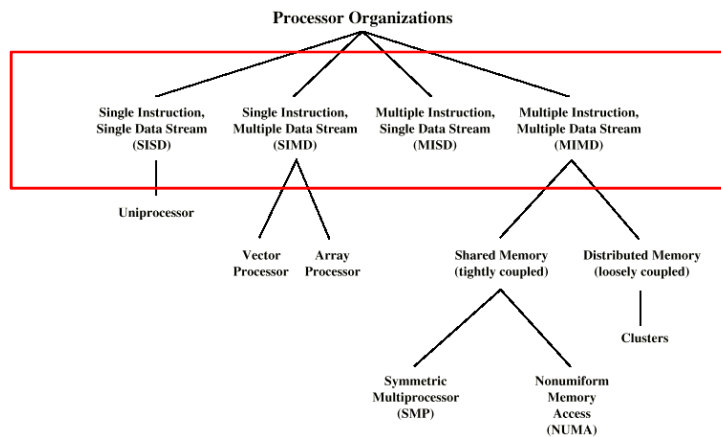 Processor Organizations
Single Instruction,
Single Data Stream
(SISD)
Single Instruction,
Multiple Data Stream
(SIMD)
Multiple Instruction,
Single Data Stream
(MISD)
Multiple Instruction,
Multiple Data Stream
(MIMD)
Uniprocessor
Vector
Processor
Array
Processor
Shared Memory
(tightly coupled)
Distributed Memory
(loosely coupled)
Clusters
Symmetric
Multiprocessor
(SMP)
Nonumiform
Memory
Access
(NUMA)